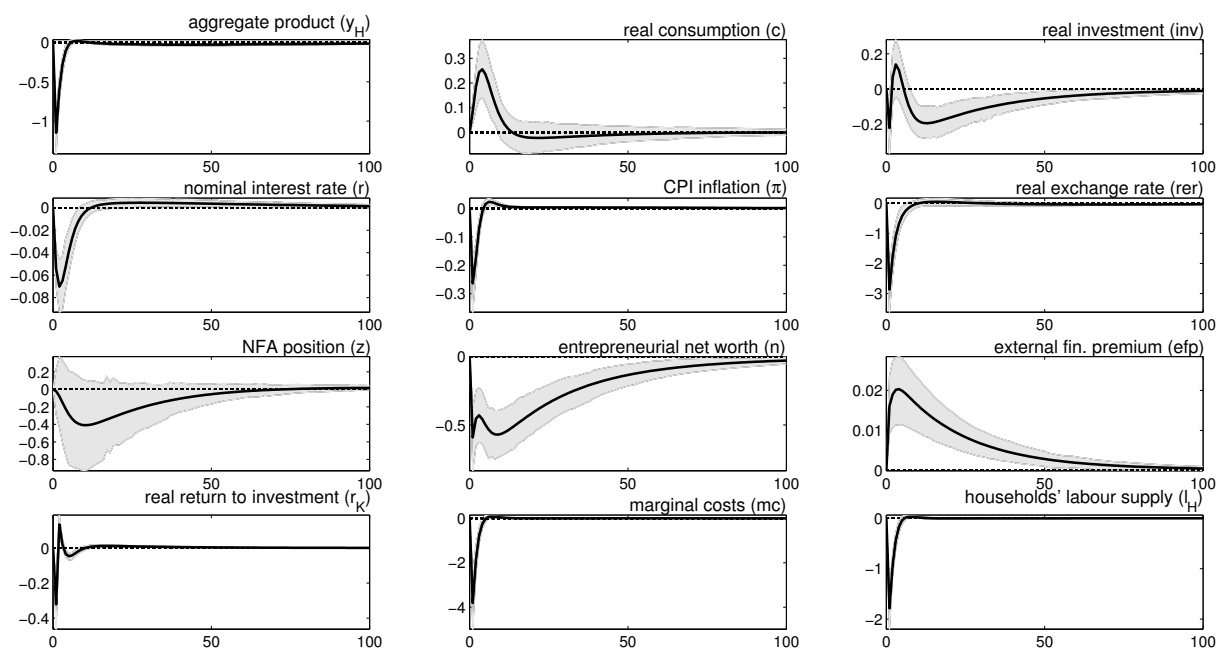 aggregate product (y_H)
0
−0.5
−1
0 50 100
real consumption (c)
0.3
0.2
0.1
0
0 50 100
real investment (inv)
0.2
0
−0.2
0 50 100
nominal interest rate (r)
0
−0.02
−0.04
−0.06
−0.08
0 50 100
CPI inflation (π)
0
−0.1
−0.2
−0.3
0 50 100
real exchange rate (rer)
0
−1
−2
−3
0 50 100
NFA position (z)
0.2
0
−0.2
−0.4
−0.6
−0.8
0 50 100
entrepreneurial net worth (n)
0
−0.5
0 50 100
external fin. premium (efp)
0.02
0.01
0
0 50 100
real return to investment (r_K)
0
−0.2
−0.4
0 50 100
marginal costs (mc)
0
−2
−4
0 50 100
households' labour supply (l_H)
0
−1
−2
0 50 100